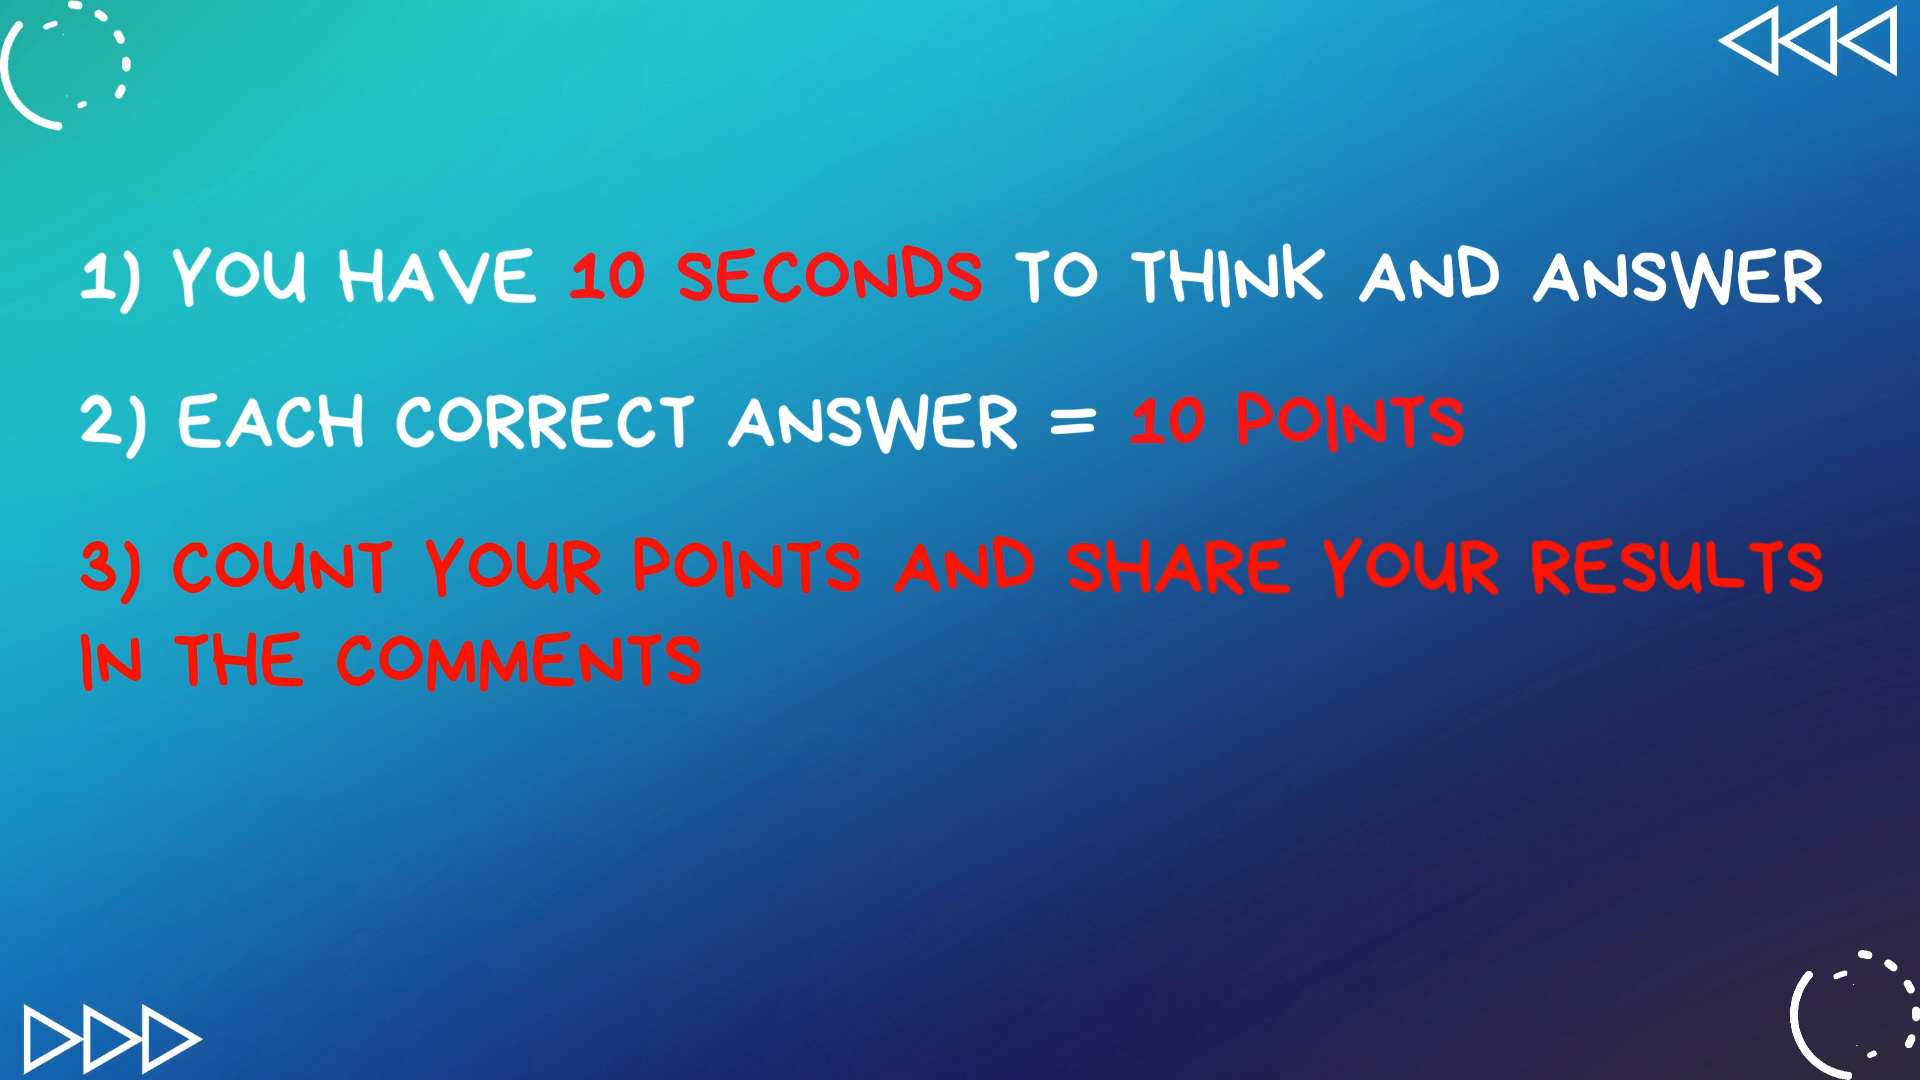 1) YOU HAVE 10 SECONDS TO THINK AND ANSWER
2) EACH CORRECT ANSWER = 10 POINTS
3) COUNT YOUR POINTS AND SHARE YOUR RESULTS
IN THE COMMENTS